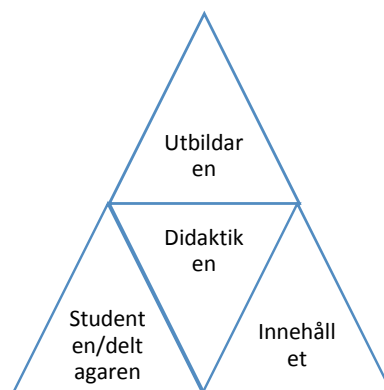 Utbildar
en
Didaktik
en
Student
en/delt
agaren
Innehåll
et